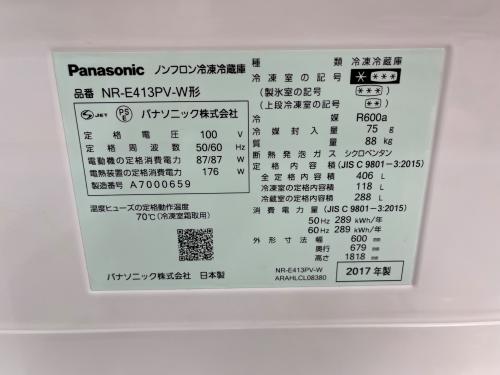 Panasonic ノンフロン冷凍冷蔵庫
品番 NR-E413PV-W形
JET PSE パナソニック株式会社
定格電圧 100 V
定格周波数 50/60 Hz
電動機の定格消費電力 87/87 W
電熱装置の定格消費電力 176 W
製造番号 A7000659
温度ヒューズの定格動作温度
70℃(冷凍室霜取用)
パナソニック株式会社 日本製
種類 冷凍冷蔵庫
冷凍室の記号 * ***
(製氷室の記号) **
(上段冷凍室の記号) **
冷媒 R600a
冷媒封入量 75 g
質量 88 kg
断熱発泡ガス シクロペンタン
定格内容積 (JIS C 9801-3:2015)
全定格内容積 406 L
冷凍室の定格内容積 118 L
冷蔵室の定格内容積 288 L
消費電力量 (JIS C 9801-3:2015)
50 Hz 289 kWh/年
60 Hz 289 kWh/年
外形寸法 幅 600 mm
奥行 679 mm
高さ 1818 mm
NR-E413PV-W
ARAHLCL08380
2017年製